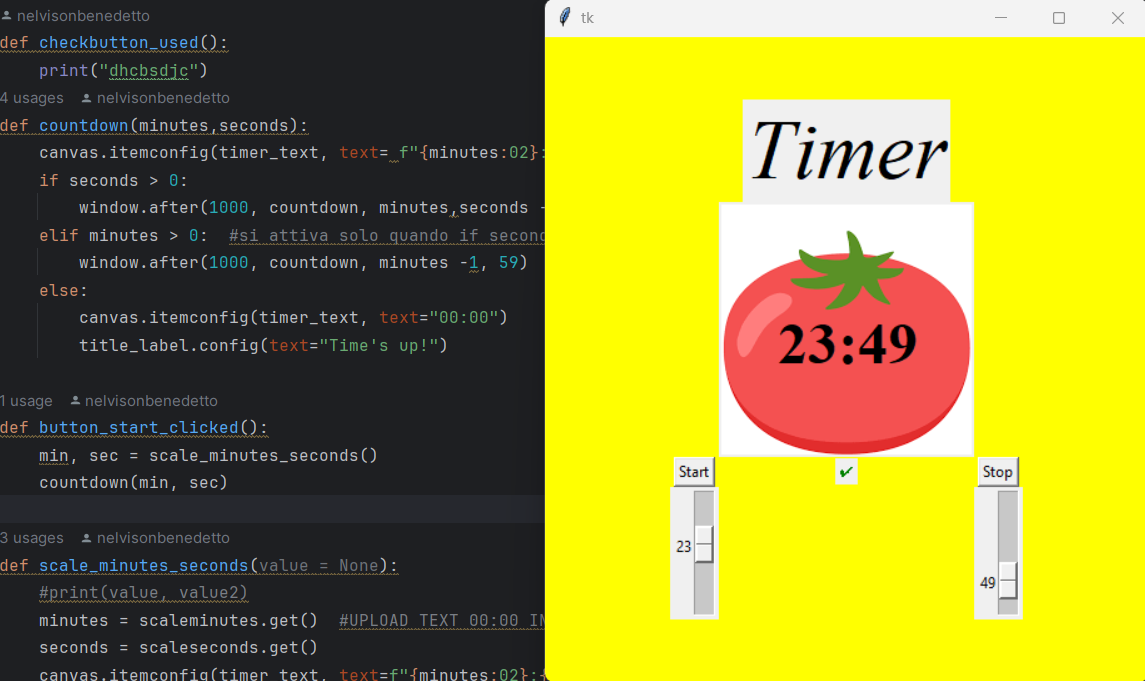 nelvisonbenedetto
def checkbutton_used():
print("dhcbsdjc")
4 usages nelvisonbenedetto
def countdown(minutes,seconds):
canvas.itemconfig(timer_text, text= f"{minutes:02}:
if seconds > 0:
window.after(1000, countdown, minutes,seconds -
elif minutes > 0: #si attiva solo quando if second
window.after(1000, countdown, minutes -1, 59)
else:
canvas.itemconfig(timer_text, text="00:00")
title_label.config(text="Time's up!")
1 usage nelvisonbenedetto
def button_start_clicked():
min, sec = scale_minutes_seconds()
countdown(min, sec)
3 usages nelvisonbenedetto
def scale_minutes_seconds(value = None):
#print(value, value2)
minutes = scaleminutes.get() #UPLOAD TEXT 00:00 IN
seconds = scaleseconds.get()
canvas.itemconfig(timer_text, text=f"{minutes:02}:{
tk
Timer
23:49
Start ✔ Stop
23
49